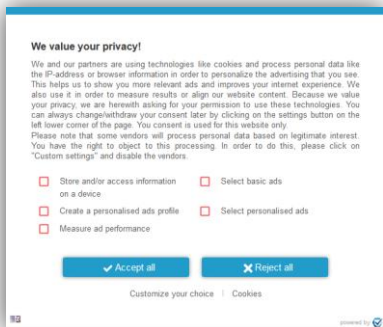 We value your privacy!
We and our partners are using technologies like cookies and process personal data like
the IP-address or browser information in order to personalize the advertising that you see.
This helps us to show you more relevant ads and improves your internet experience. We
also use it in order to measure results or align our website content. Because we value
your privacy, we are herewith asking for your permission to use these technologies. You
can always change/withdraw your consent later by clicking on the settings button on the
left lower corner of the page. You consent is used for this website only.
Please note that some vendors will process personal data based on legitimate interest.
You have the right to object to this processing. In order to do this, please click on
"Custom settings" and disable the vendors.
Store and/or access information on a device
Select basic ads
Create a personalised ads profile
Select personalised ads
Measure ad performance
Accept all
Reject all
Customize your choice | Cookies
powered by